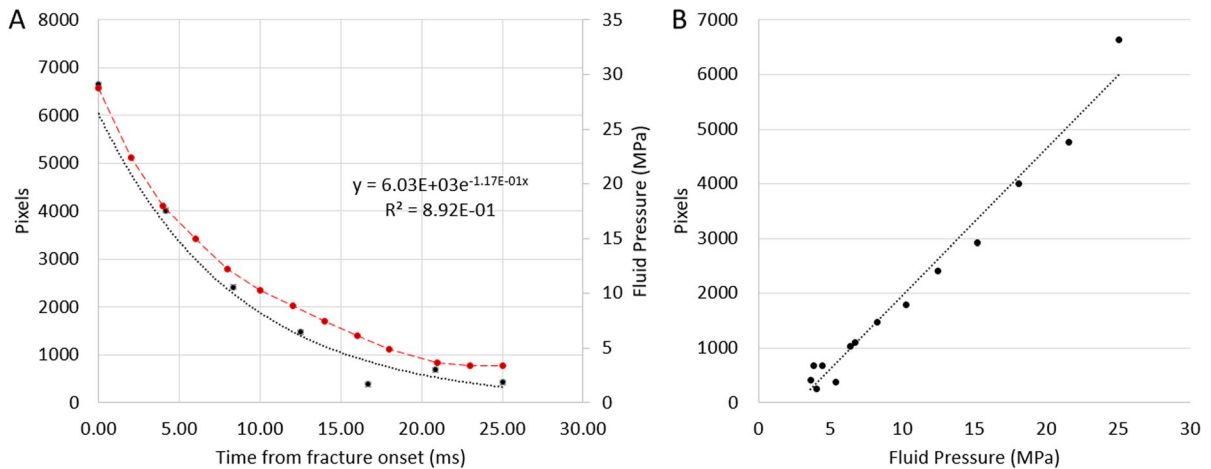 A
8000
7000
6000
5000
4000
3000
2000
1000
0
Pixels
0.00 5.00 10.00 15.00 20.00 25.00 30.00
Time from fracture onset (ms)
35
30
25
20
15
10
5
0
Fluid Pressure (MPa)
y = 6.03E+03e^-1.17E-01x
R² = 8.92E-01
B
7000
6000
5000
4000
3000
2000
1000
0
Pixels
0 5 10 15 20 25 30
Fluid Pressure (MPa)